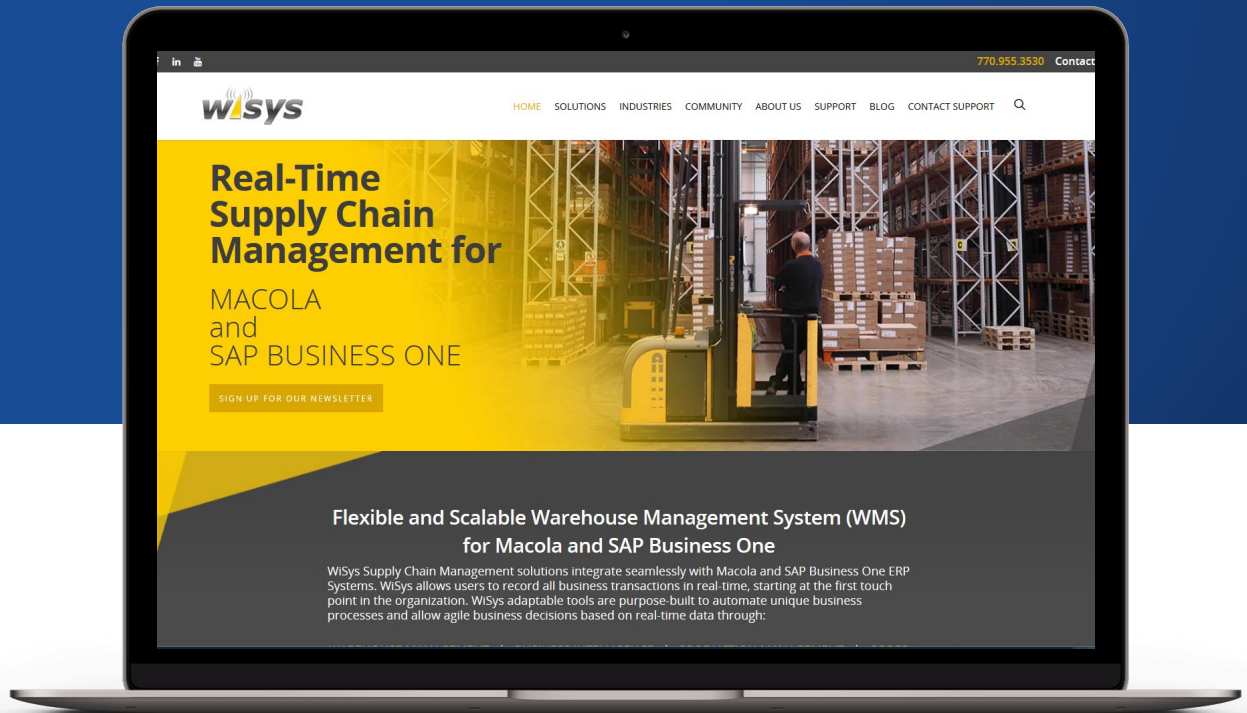 770.955.3530 Contact
wisys
HOME SOLUTIONS INDUSTRIES COMMUNITY ABOUT US SUPPORT BLOG CONTACT SUPPORT
Real-Time
Supply Chain
Management for
MACOLA
and
SAP BUSINESS ONE
SIGN UP FOR OUR NEWSLETTER
Flexible and Scalable Warehouse Management System (WMS)
for Macola and SAP Business One
WiSys Supply Chain Management solutions integrate seamlessly with Macola and SAP Business One ERP
Systems. WiSys allows users to record all business transactions in real-time, starting at the first touch
point in the organization. WiSys adaptable tools are purpose-built to automate unique business
processes and allow agile business decisions based on real-time data through: